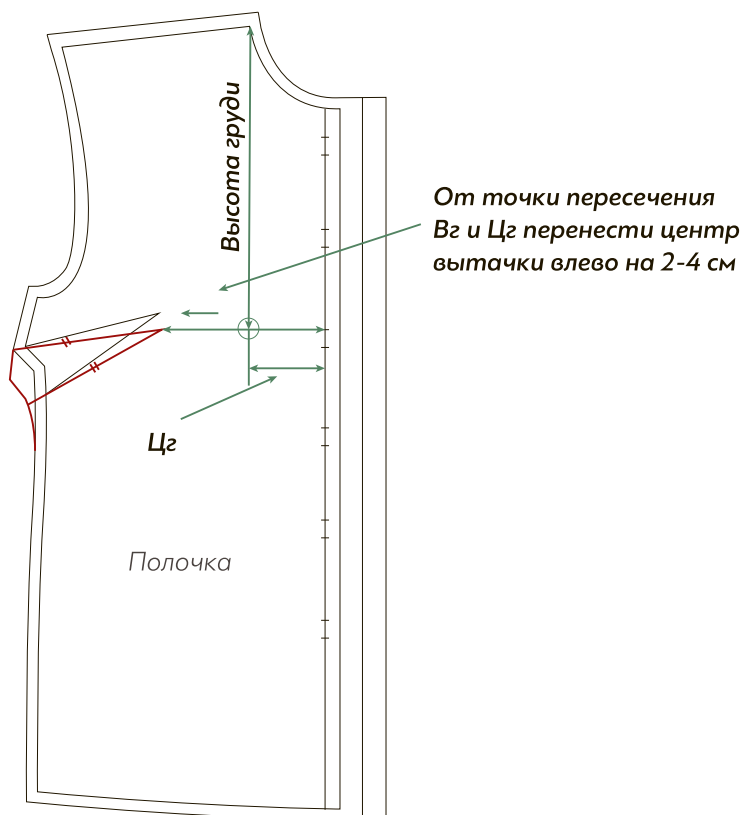 Высота груди
От точки пересечения
Вг и Цг перенести центр
вытачки влево на 2-4 см
Цг
Полочка